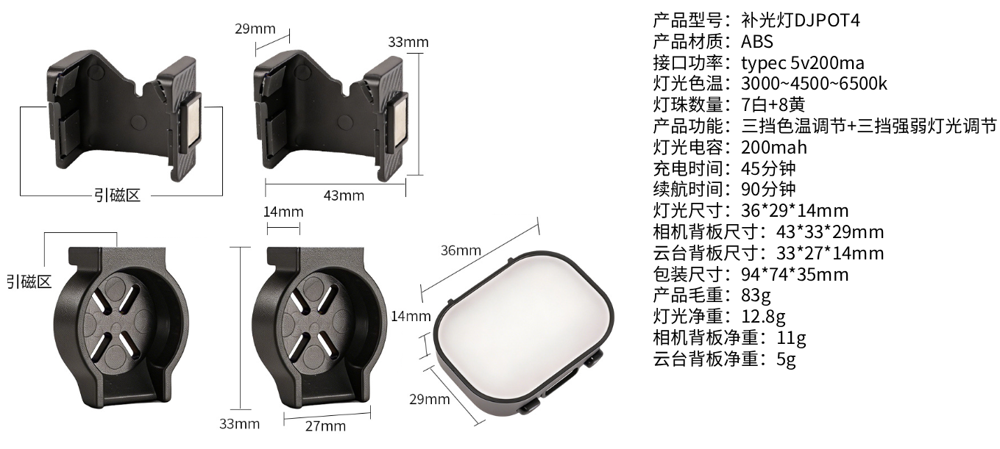 29mm
33mm
引磁区
43mm
14mm
引磁区
36mm
14mm
29mm
33mm
27mm
产品型号：补光灯DJPOT4
产品材质：ABS
接口功率：typec 5v200ma
灯光色温：3000~4500~6500k
灯珠数量：7白+8黄
产品功能：三挡色温调节+三挡强弱灯光调节
灯光电容：200mah
充电时间：45分钟
续航时间：90分钟
灯光尺寸：36*29*14mm
相机背板尺寸：43*33*29mm
云台背板尺寸：33*27*14mm
包装尺寸：94*74*35mm
产品毛重：83g
灯光净重：12.8g
相机背板净重：11g
云台背板净重：5g